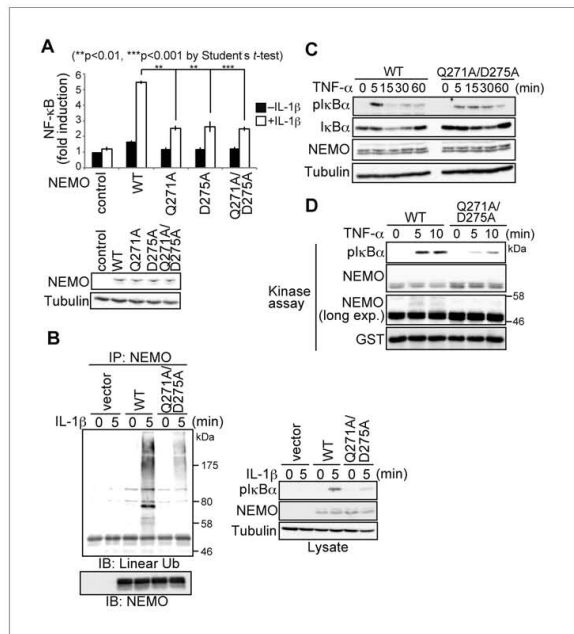 A
(**p<0.01, ***p<0.001 by Student's t-test)
** ** ***
NF-κB
(fold induction)
7
6
5
4
3
2
1
0
–IL-1β
+IL-1β
NEMO
control
WT
Q271A
D275A
Q271A/
D275A
control
WT
Q271A
D275A
Q271A/
D275A
NEMO
Tubulin
B
IP: NEMO
vector
WT
Q271A/
D275A
IL-1β 0 5 0 5 0 5 (min)
kDa
175
80
58
46
IB: Linear Ub
IB: NEMO
vector
WT
Q271A/
D275A
IL-1β 0 5 0 5 0 5 (min)
pIκBα
NEMO
Tubulin
Lysate
C
WT Q271A/D275A
TNF-α 0 5 15 30 60 0 5 15 30 60 (min)
pIκBα
IκBα
NEMO
Tubulin
D
WT
Q271A/
D275A
TNF-α 0 5 10 0 5 10 (min)
kDa
Kinase
assay
pIκBα
NEMO
NEMO
(long exp.)
58
46
GST